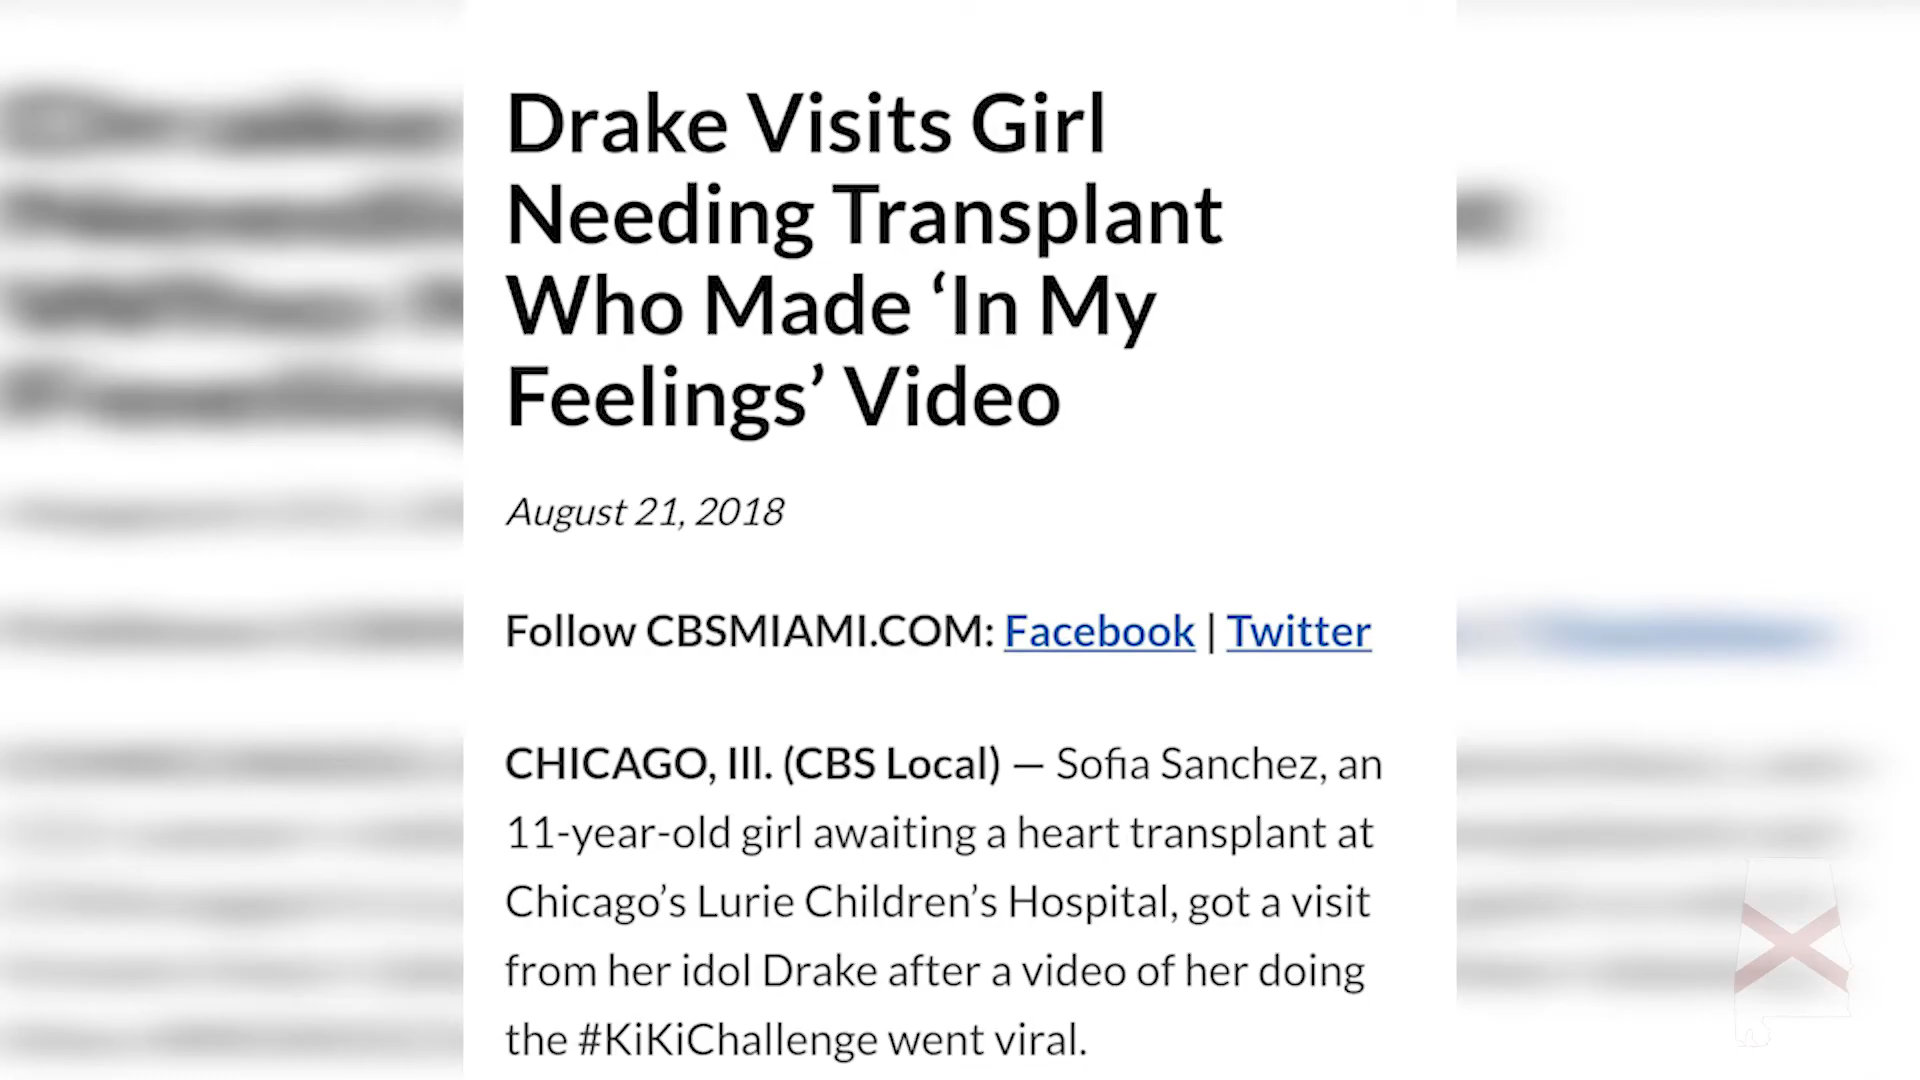 Drake Visits Girl
Needing Transplant
Who Made ‘In My
Feelings’ Video
August 21, 2018
Follow CBSMIAMI.COM: Facebook | Twitter
CHICAGO, Ill. (CBS Local) — Sofia Sanchez, an
11-year-old girl awaiting a heart transplant at
Chicago’s Lurie Children’s Hospital, got a visit
from her idol Drake after a video of her doing
the #KiKiChallenge went viral.